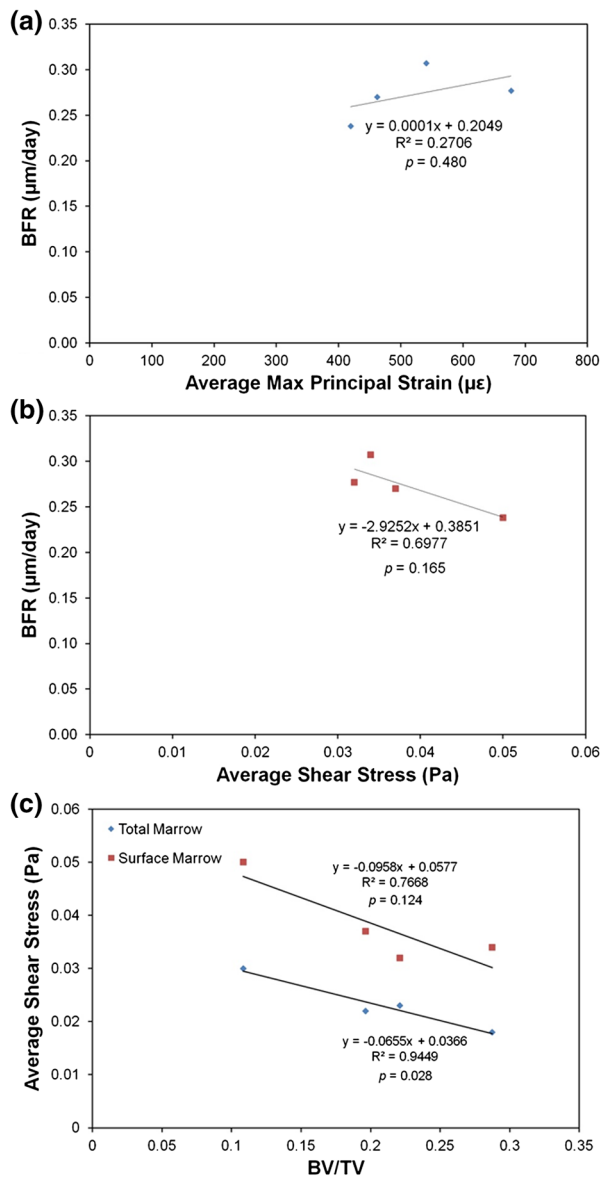 (a)
0.35
0.30
0.25
0.20
0.15
0.10
0.05
0.00
BFR (μm/day)
y = 0.0001x + 0.2049
R² = 0.2706
p = 0.480
0 100 200 300 400 500 600 700 800
Average Max Principal Strain (με)
(b)
0.35
0.30
0.25
0.20
0.15
0.10
0.05
0.00
BFR (μm/day)
y = -2.9252x + 0.3851
R² = 0.6977
p = 0.165
0 0.01 0.02 0.03 0.04 0.05 0.06
Average Shear Stress (Pa)
(c)
0.06
0.05
0.04
0.03
0.02
0.01
0
Average Shear Stress (Pa)
Total Marrow
Surface Marrow
y = -0.0958x + 0.0577
R² = 0.7668
p = 0.124
y = -0.0655x + 0.0366
R² = 0.9449
p = 0.028
0 0.05 0.1 0.15 0.2 0.25 0.3 0.35
BV/TV